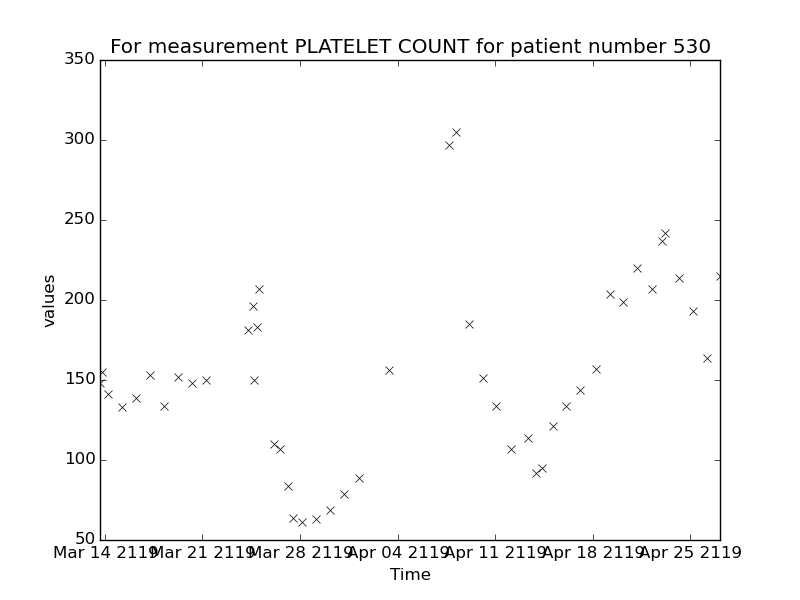 For measurement PLATELET COUNT for patient number 530
350
300
250
200
150
100
50
values
Mar 14 2119 Mar 21 2119 Mar 28 2119 Apr 04 2119 Apr 11 2119 Apr 18 2119 Apr 25 2119
Time